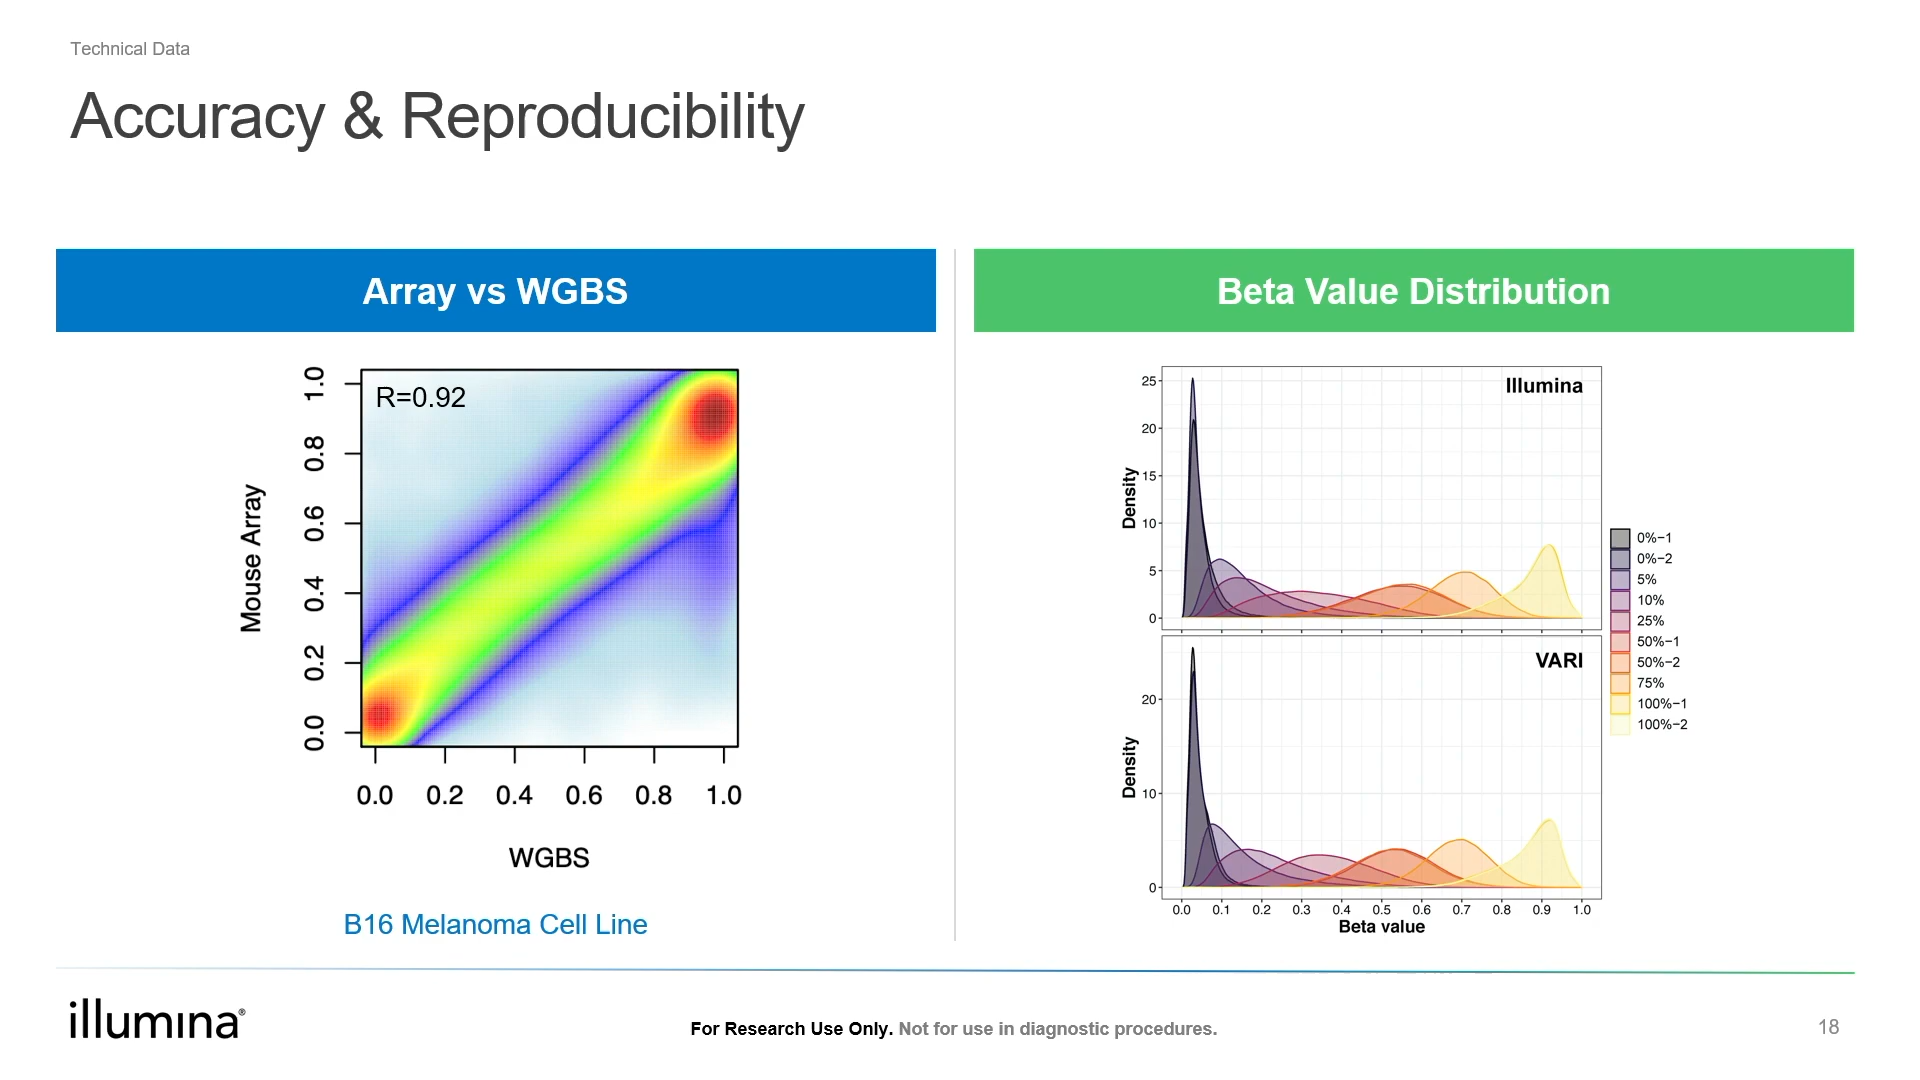 Technical Data
Accuracy & Reproducibility
Array vs WGBS
R=0.92
Mouse Array
1.0
0.8
0.6
0.4
0.2
0.0
0.0 0.2 0.4 0.6 0.8 1.0
WGBS
B16 Melanoma Cell Line
Beta Value Distribution
Illumina
Density
25
20
15
10
5
0
VARI
Density
20
10
0
0.0 0.1 0.2 0.3 0.4 0.5 0.6 0.7 0.8 0.9 1.0
Beta value
0%−1
0%−2
5%
10%
25%
50%−1
50%−2
75%
100%−1
100%−2
illumina®
For Research Use Only. Not for use in diagnostic procedures.
18